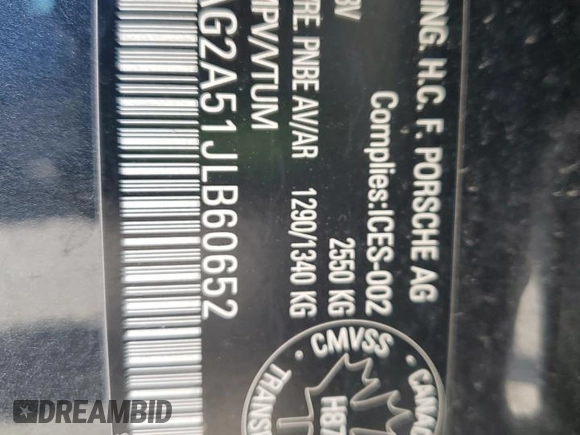 ING. H.C. F. PORSCHE AG
Complies:ICES-002
2550 KG
RE. PNBE AV/AR 1290/1340 KG
MPV/VTUM
AG2A51JLB60652
CMVSS
DREAMBID